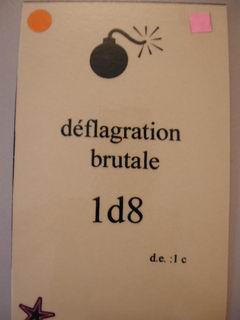 déflagration
brutale
1d8
d.e. :1 c